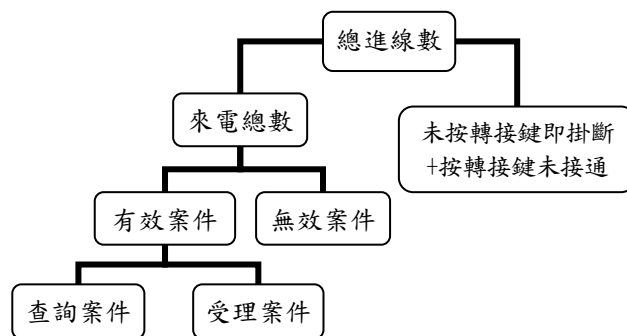 總進線數
來電總數
未按轉接鍵即掛斷
+按轉接鍵未接通
有效案件
無效案件
查詢案件
受理案件